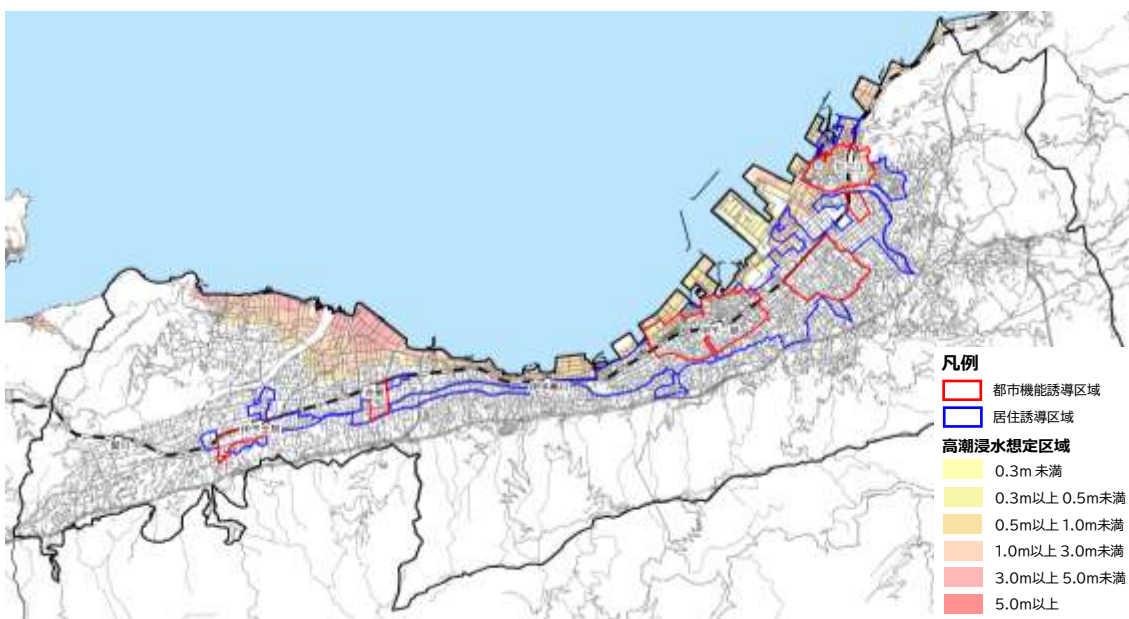 凡例
都市機能誘導区域
居住誘導区域
高潮浸水想定区域
0.3m 未満
0.3m以上 0.5m未満
0.5m以上 1.0m未満
1.0m以上 3.0m未満
3.0m以上 5.0m未満
5.0m以上